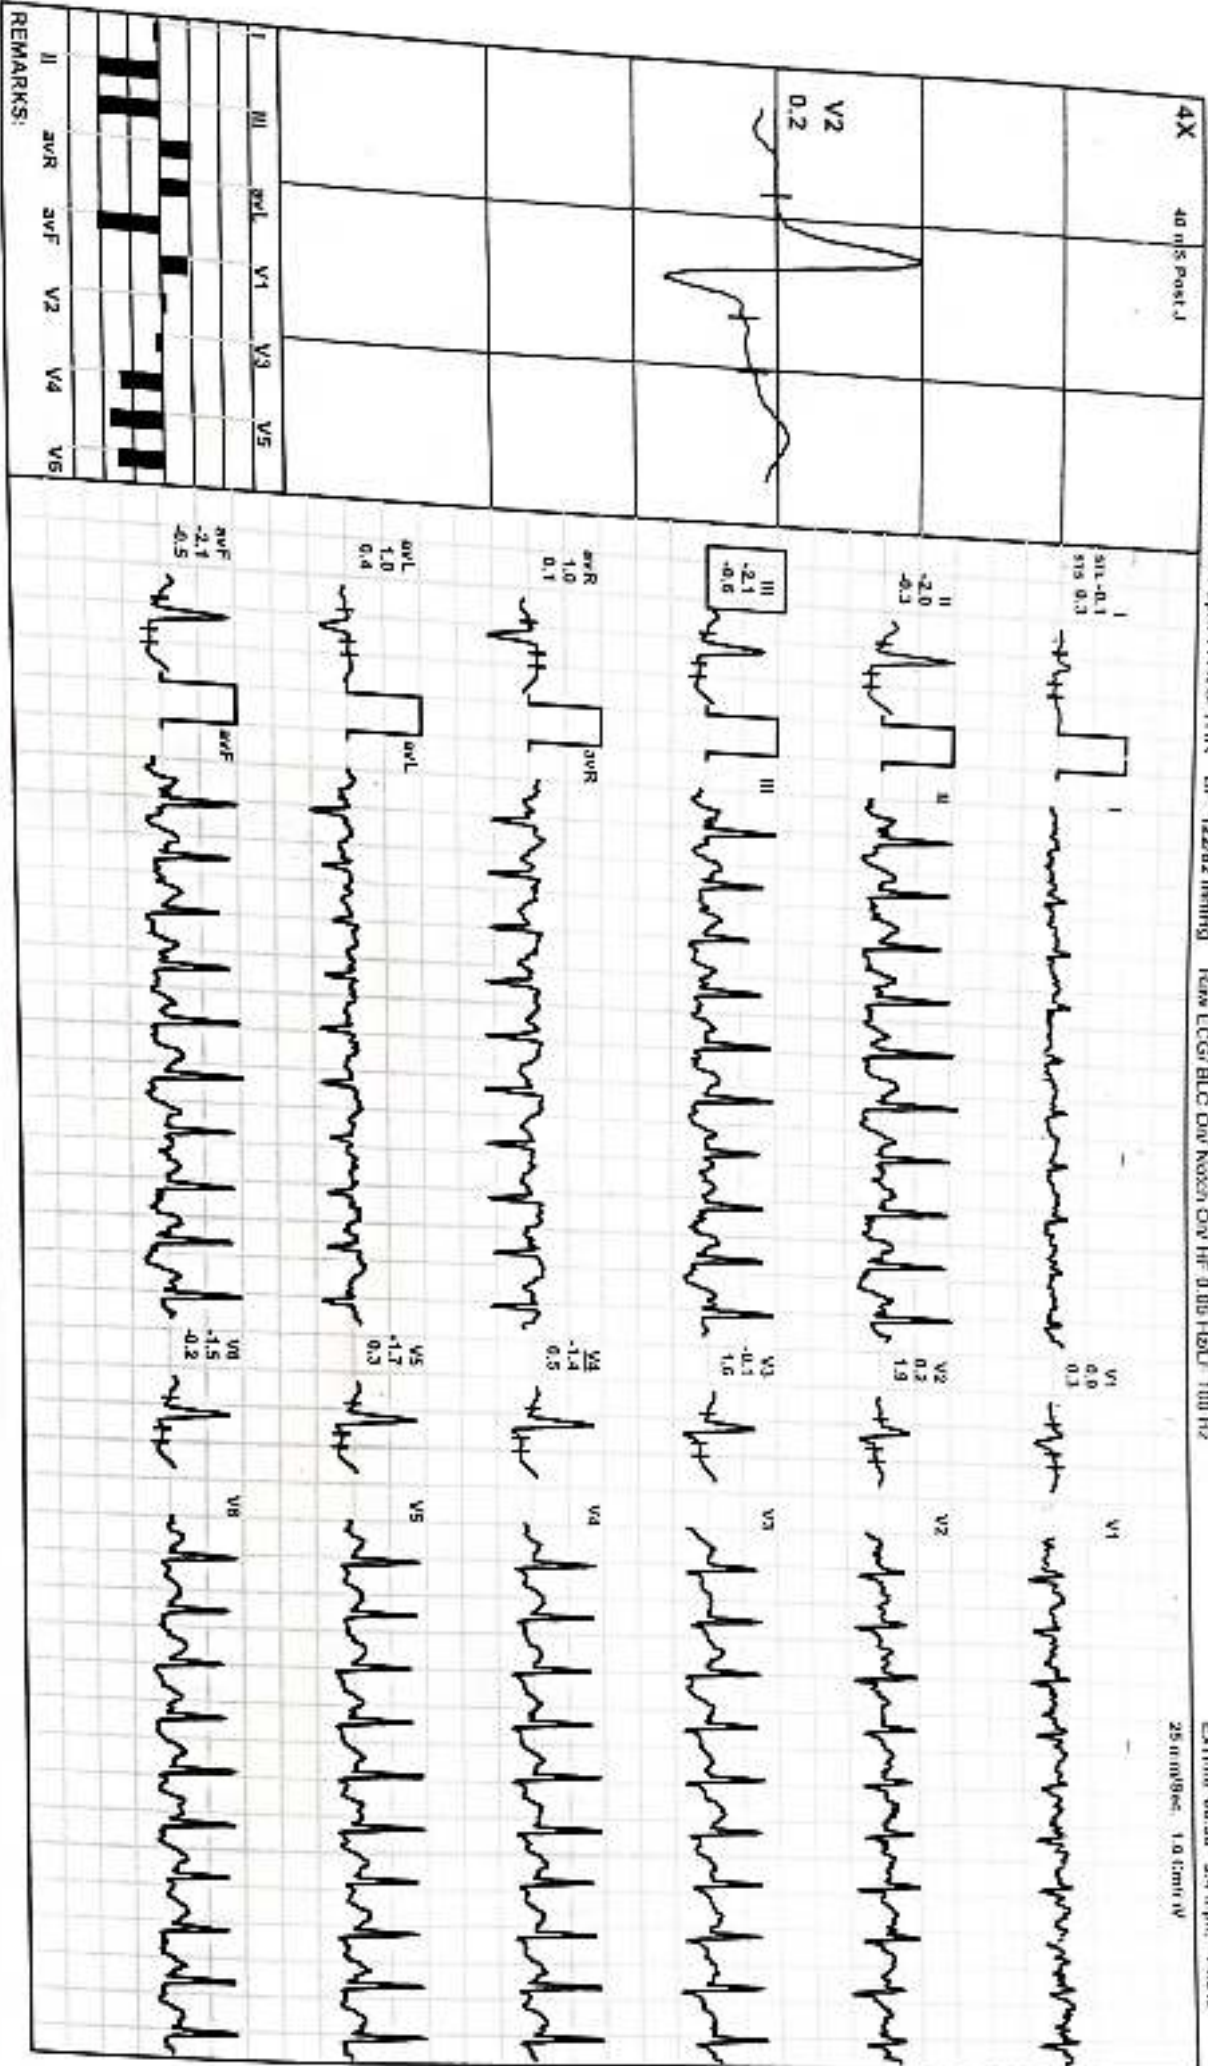 4X
40 mS Post J
V2
0.2
25 mm/Sec. 1.0 Cm/mV
I
STL -0.1
STS 0.3
I
V1
0.0
0.3
V1
II
-2.0
-0.3
II
V2
0.2
1.9
V2
III
-2.1
-0.6
III
V3
-0.1
1.6
V3
avR
1.0
0.1
avR
V4
-1.4
0.5
V4
avL
1.0
0.4
avL
V5
-1.7
0.3
V5
avF
-2.1
-0.5
avF
V6
-1.5
-0.2
V6
I III avL V1 V3 V5
II avR avF V2 V4 V6
REMARKS: